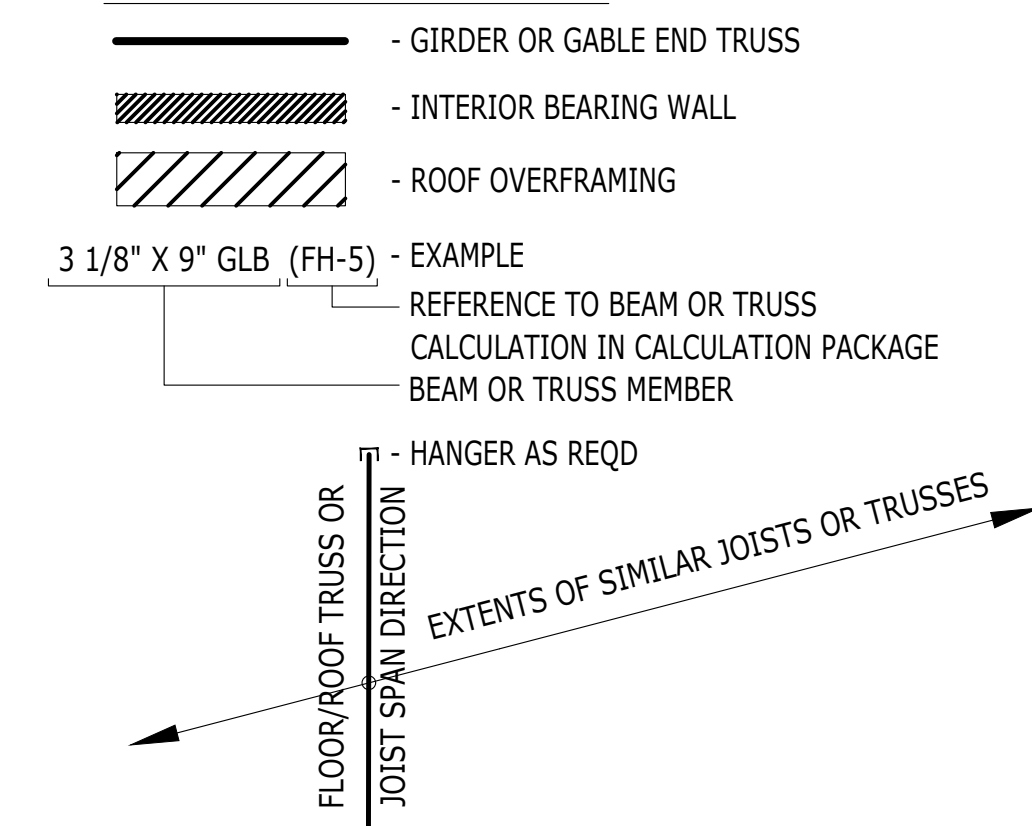 - GIRDER OR GABLE END TRUSS
- INTERIOR BEARING WALL
- ROOF OVERFRAMING
3 1/8" X 9" GLB (FH-5) - EXAMPLE
REFERENCE TO BEAM OR TRUSS
CALCULATION IN CALCULATION PACKAGE
BEAM OR TRUSS MEMBER
- HANGER AS REQD
FLOOR/ROOF TRUSS OR
JOIST SPAN DIRECTION
EXTENTS OF SIMILAR JOISTS OR TRUSSES